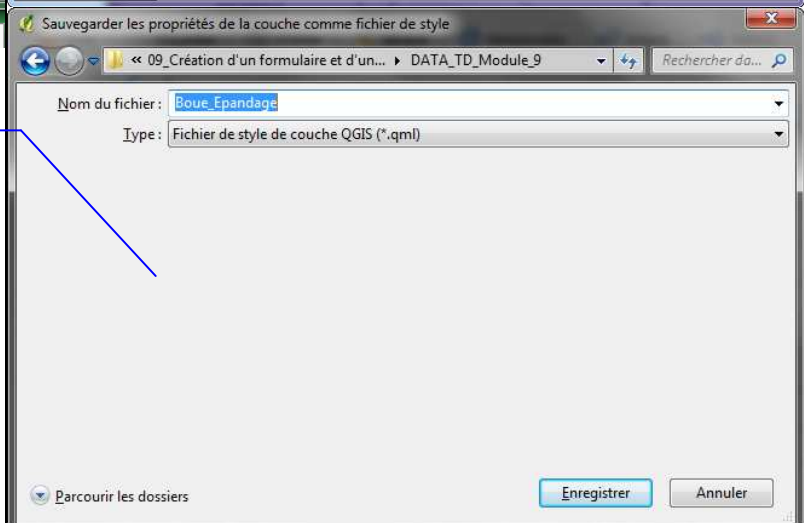 Sauvegarder les propriétés de la couche comme fichier de style
« 09_Création d'un formulaire et d'un... ▸ DATA_TD_Module_9
Rechercher da...
Nom du fichier : Boue_Epandage
Type : Fichier de style de couche QGIS (*.qml)
Parcourir les dossiers
Enregistrer
Annuler